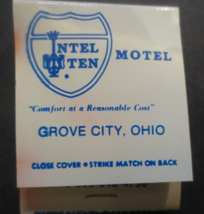 INTEL MOTEL
TEN
"Comfort at a Reasonable Cost"
GROVE CITY, OHIO
CLOSE COVER • STRIKE MATCH ON BACK